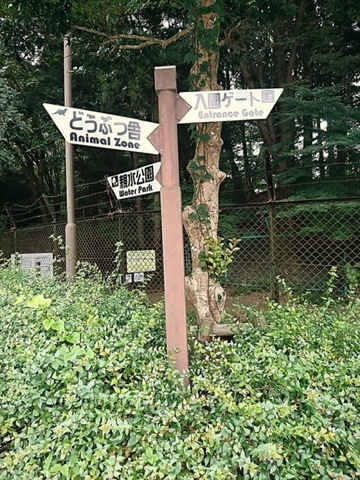 どうぶつ舎
Animal Zone
入園ゲート
Entrance Gate
親水公園
Water Park